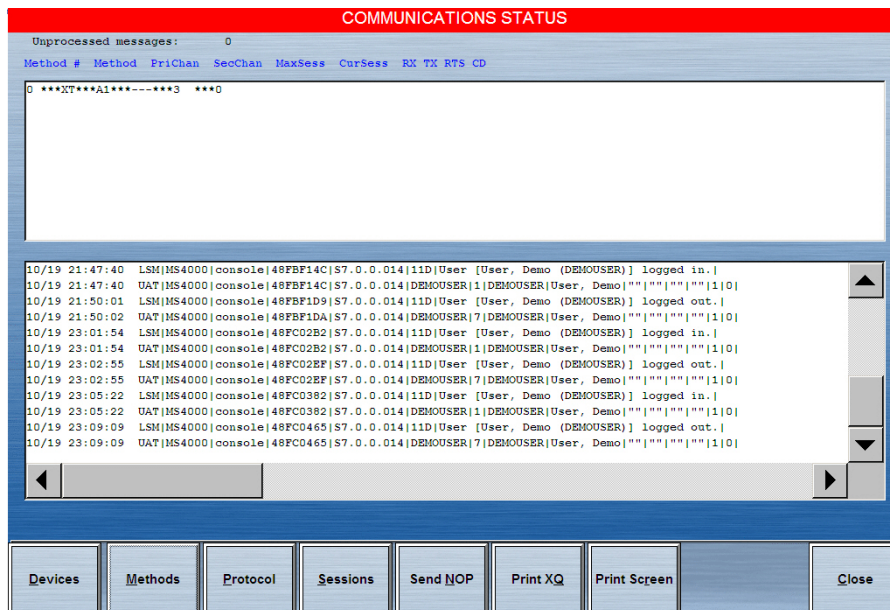 COMMUNICATIONS STATUS
Unprocessed messages: 0
Method # Method PriChan SecChan MaxSess CurSess RX TX RTS CD
0 ***XT***A1***---***3 ***0
10/19 21:47:40 LSM|MS4000|console|48FBF14C|S7.0.0.014|11D|User [User, Demo (DEMOUSER)] logged in.|
10/19 21:47:40 UAT|MS4000|console|48FBF14C|S7.0.0.014|DEMOUSER|1|DEMOUSER|User, Demo|""|""|""|""|1|0|
10/19 21:50:01 LSM|MS4000|console|48FBF1D9|S7.0.0.014|11D|User [User, Demo (DEMOUSER)] logged out.|
10/19 21:50:02 UAT|MS4000|console|48FBF1DA|S7.0.0.014|DEMOUSER|7|DEMOUSER|User, Demo|""|""|""|""|1|0|
10/19 23:01:54 LSM|MS4000|console|48FC02B2|S7.0.0.014|11D|User [User, Demo (DEMOUSER)] logged in.|
10/19 23:01:54 UAT|MS4000|console|48FC02B2|S7.0.0.014|DEMOUSER|1|DEMOUSER|User, Demo|""|""|""|""|1|0|
10/19 23:02:55 LSM|MS4000|console|48FC02EF|S7.0.0.014|11D|User [User, Demo (DEMOUSER)] logged out.|
10/19 23:02:55 UAT|MS4000|console|48FC02EF|S7.0.0.014|DEMOUSER|7|DEMOUSER|User, Demo|""|""|""|""|1|0|
10/19 23:05:22 LSM|MS4000|console|48FC0382|S7.0.0.014|11D|User [User, Demo (DEMOUSER)] logged in.|
10/19 23:05:22 UAT|MS4000|console|48FC0382|S7.0.0.014|DEMOUSER|1|DEMOUSER|User, Demo|""|""|""|""|1|0|
10/19 23:09:09 LSM|MS4000|console|48FC0465|S7.0.0.014|11D|User [User, Demo (DEMOUSER)] logged out.|
10/19 23:09:09 UAT|MS4000|console|48FC0465|S7.0.0.014|DEMOUSER|7|DEMOUSER|User, Demo|""|""|""|""|1|0|
Devices Methods Protocol Sessions Send NOP Print XQ Print Screen Close